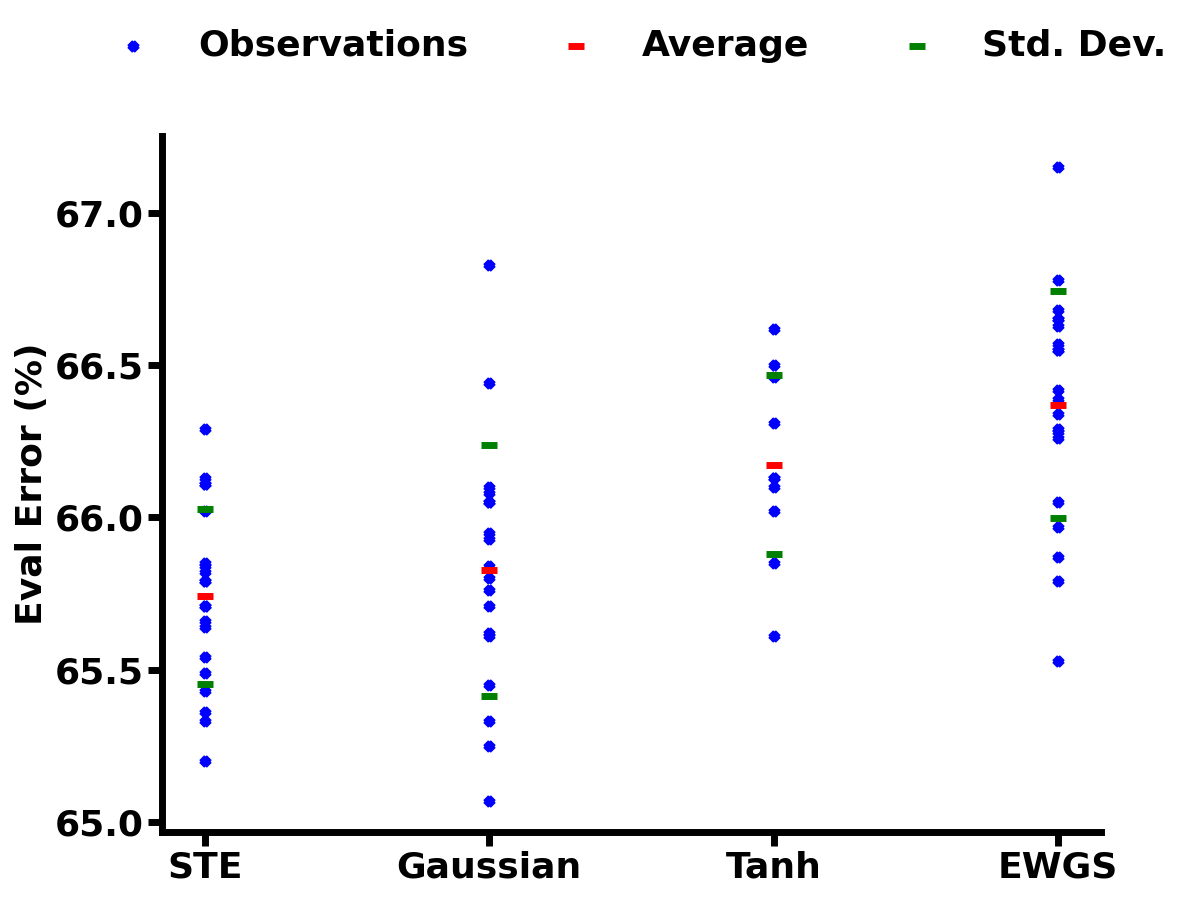 Observations Average Std. Dev.
Eval Error (%)
67.0
66.5
66.0
65.5
65.0
STE Gaussian Tanh EWGS